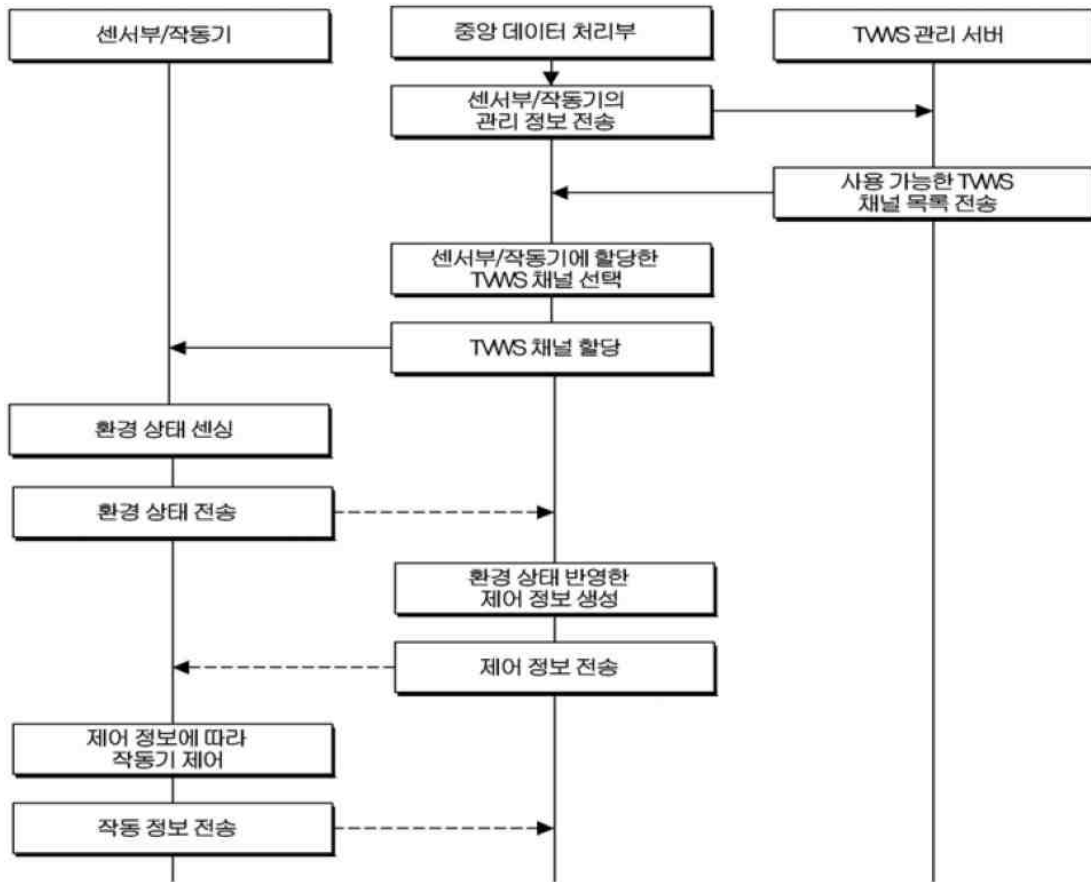 센서부/작동기
중앙 데이터 처리부
TVWS 관리 서버
센서부/작동기의
관리 정보 전송
사용 가능한 TVWS
채널 목록 전송
센서부/작동기에 할당한
TVWS 채널 선택
TVWS 채널 할당
환경 상태 센싱
환경 상태 전송
환경 상태 반영한
제어 정보 생성
제어 정보 전송
제어 정보에 따라
작동기 제어
작동 정보 전송